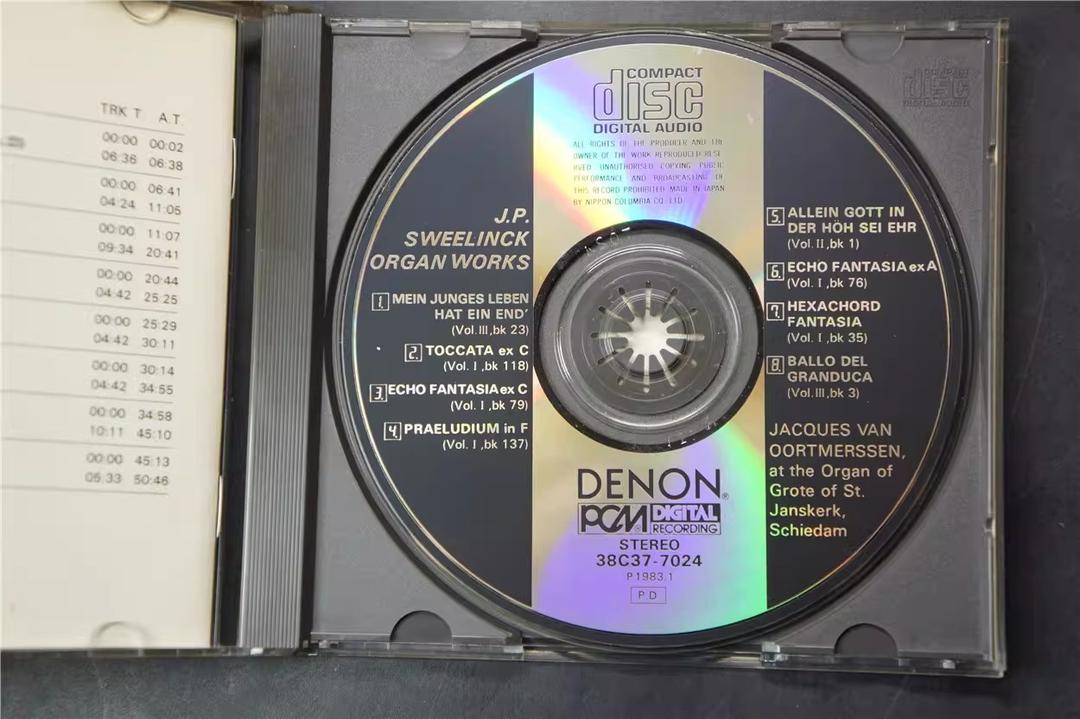 TRK T A.T.
00:00 00:02
06:36 06:38
00:00 06:41
04:24 11:05
00:00 11:07
09:34 20:41
00:00 20:44
04:42 25:25
00:00 25:29
04:42 30:11
00:00 30:14
04:42 34:55
00:00 34:58
10:11 45:10
00:00 45:13
05:33 50:46
COMPACT
disc
DIGITAL AUDIO
ALL RIGHTS OF THE PRODUCER AND THE
OWNER OF THE WORK REPRODUCED RESE
RVED UNAUTHORISED COPYING PUBLIC
PERFORMANCE AND BROADCASTING OF
THIS RECORD PROHIBITED MADE IN JAPAN
BY NIPPON COLUMBIA CO. LTD
J.P.
SWEELINCK
ORGAN WORKS
1. MEIN JUNGES LEBEN
HAT EIN END'
(Vol. III, bk 23)
2. TOCCATA ex C
(Vol. I, bk 118)
3. ECHO FANTASIA ex C
(Vol. I, bk 79)
4. PRAELUDIUM in F
(Vol. I, bk 137)
5. ALLEIN GOTT IN
DER HÖH SEI EHR
(Vol. II, bk 1)
6. ECHO FANTASIA ex A
(Vol. I, bk 76)
7. HEXACHORD
FANTASIA
(Vol. I, bk 35)
8. BALLO DEL
GRANDUCA
(Vol. III, bk 3)
JACQUES VAN
OORTMERSSEN,
at the Organ of
Grote of St.
Janskerk,
Schiedam
DENON®
PCM DIGITAL
RECORDING
STEREO
38C37-7024
P 1983.1
P D
COMPACT
disc
DIGITAL AUDIO